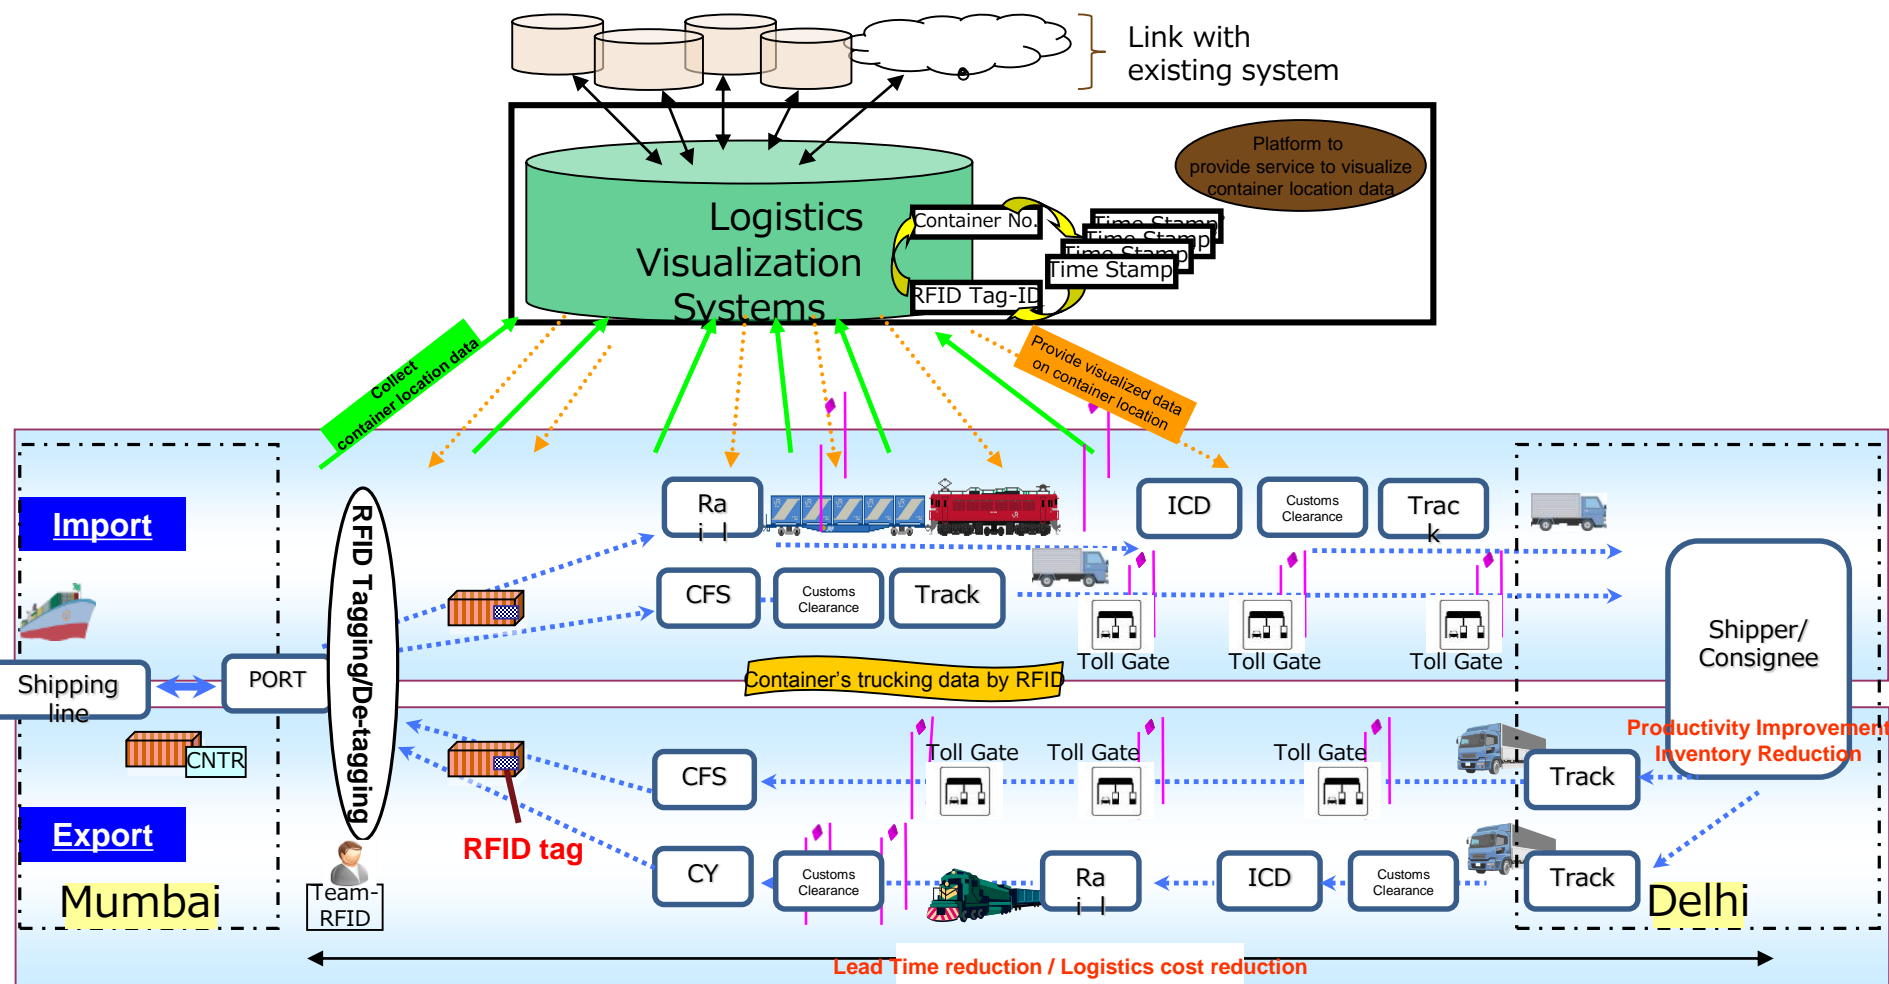 Link with
existing system
Platform to
provide service to visualize
container location data
Logistics
Visualization
Systems
Container No.
RFID Tag-ID
Time Stamp
Time Stamp
Time Stamp
Time Stamp
Collect
container location data
Provide visualized data
on container location
Import
RFID Tagging/De-tagging
Ra
i l
ICD
Customs
Clearance
Trac
k
CFS
Customs
Clearance
Track
Toll Gate
Toll Gate
Toll Gate
Shipper/
Consignee
Shipping
line
PORT
Container's trucking data by RFID
CNTR
Productivity Improvement
Inventory Reduction
CFS
Toll Gate
Toll Gate
Toll Gate
Track
Export
RFID tag
CY
Customs
Clearance
Ra
i l
ICD
Customs
Clearance
Track
Mumbai
Team-
RFID
Delhi
Lead Time reduction / Logistics cost reduction